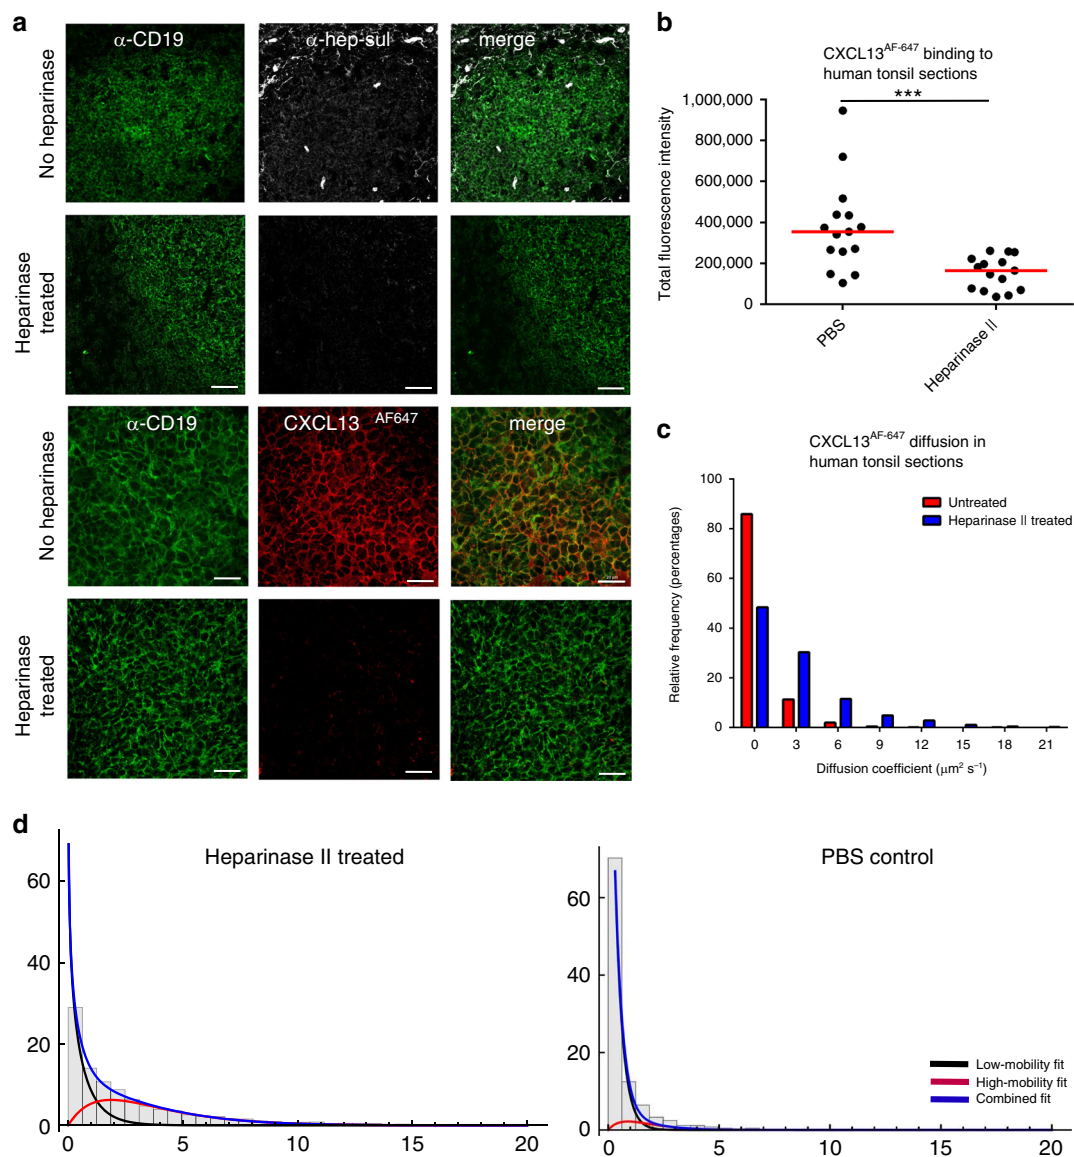 a
α-CD19
α-hep-sul
merge
No heparinase
Heparinase
treated
α-CD19
CXCL13 AF647
merge
No heparinase
Heparinase
treated
b
CXCL13AF-647 binding to
human tonsil sections
***
Total fluorescence intensity
1,000,000
800,000
600,000
400,000
200,000
0
PBS
Heparinase II
c
CXCL13AF-647 diffusion in
human tonsil sections
Relative frequency (percentages)
100
80
60
40
20
0
Untreated
Heparinase II treated
0 3 6 9 12 15 18 21
Diffusion coefficient (μm² s⁻¹)
d
Heparinase II treated
60
40
20
0
0 5 10 15 20
PBS control
60
40
20
0
0 5 10 15 20
Low-mobility fit
High-mobility fit
Combined fit